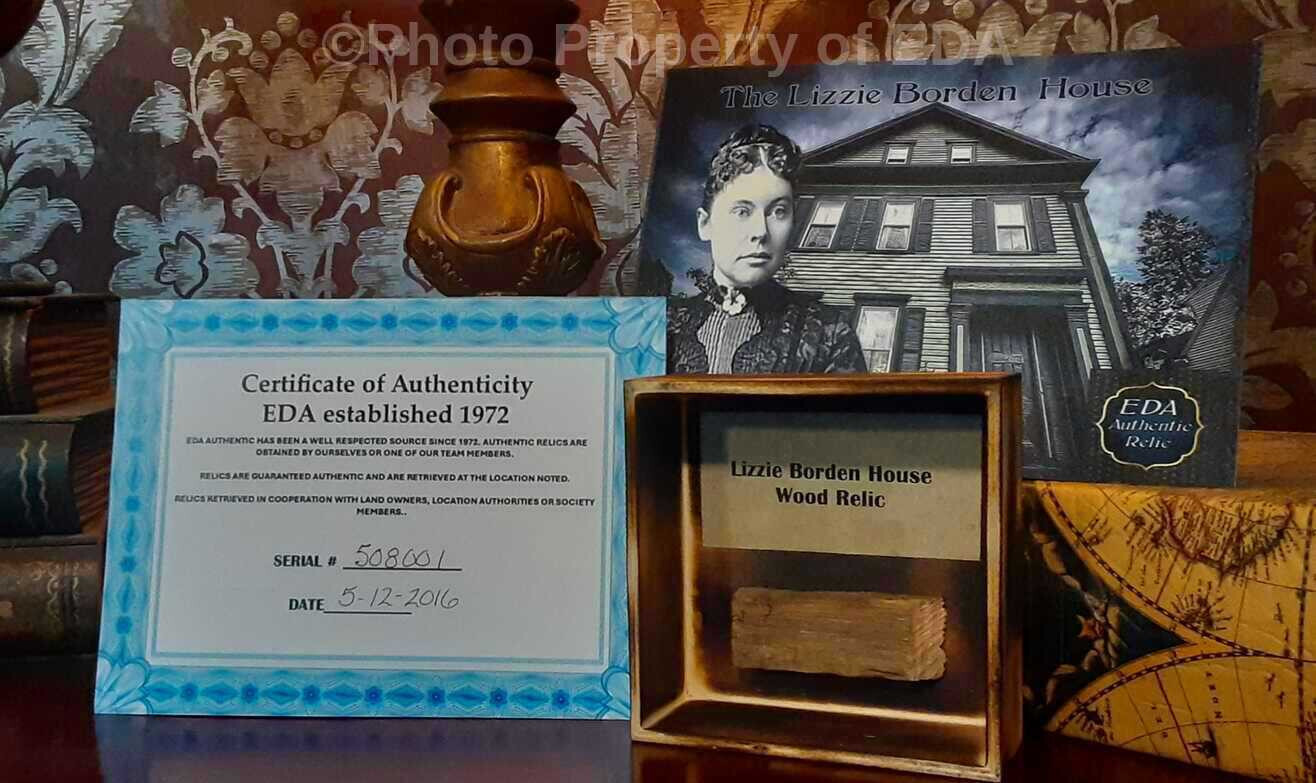 ©Photo Property of EDA
The Lizzie Borden House
EDA
Authentic
Relic
Certificate of Authenticity
EDA established 1972
EDA AUTHENTIC HAS BEEN A WELL RESPECTED SOURCE SINCE 1972. AUTHENTIC RELICS ARE
OBTAINED BY OURSELVES OR ONE OF OUR TEAM MEMBERS.
RELICS ARE GUARANTED AUTHENTIC AND ARE RETRIEVED AT THE LOCATION NOTED.
RELICS RETRIEVED IN COOPERATION WITH LAND OWNERS, LOCATION AUTHORITIES OR SOCIETY
MEMBERS..
SERIAL # 508001
DATE 5-12-2016
Lizzie Borden House
Wood Relic